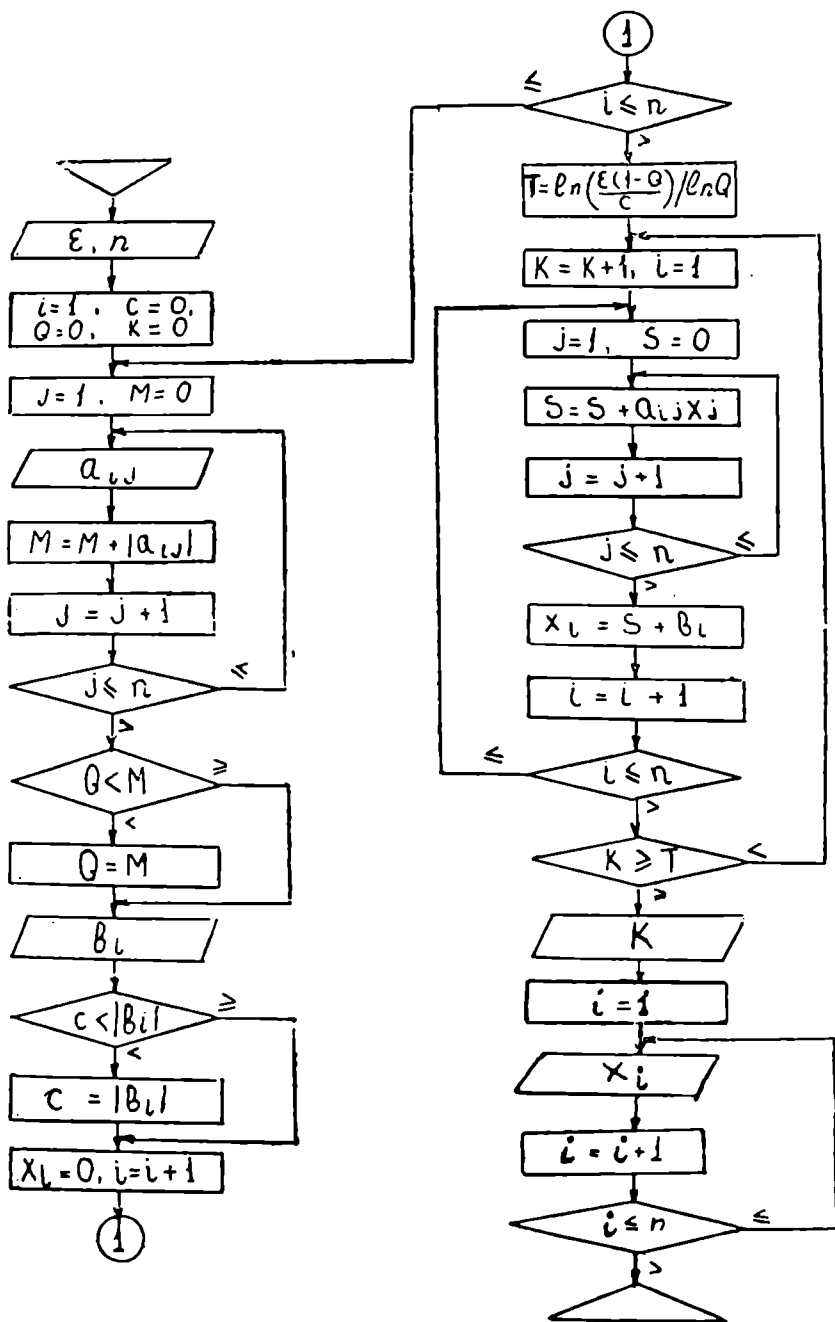 ε, n
i=1, c=0,
Q=0, K=0
J=1, M=0
a_ij
M=M+|a_ij|
J=j+1
j≤n
≤
>
Q<M
≥
<
Q=M
B_i
c<|B_i|
≥
<
c=|B_i|
X_i=0, i=i+1
1
1
≤
i≤n
>
T=ln(ε(1-Q)/c)/lnQ
K=K+1, i=1
j=1, S=0
S=S+a_ij x_j
j=j+1
j≤n
≤
>
x_i=S+B_i
i=i+1
≤
i≤n
>
K≥T
<
≥
K
i=1
X_i
i=i+1
i≤n
≤
>